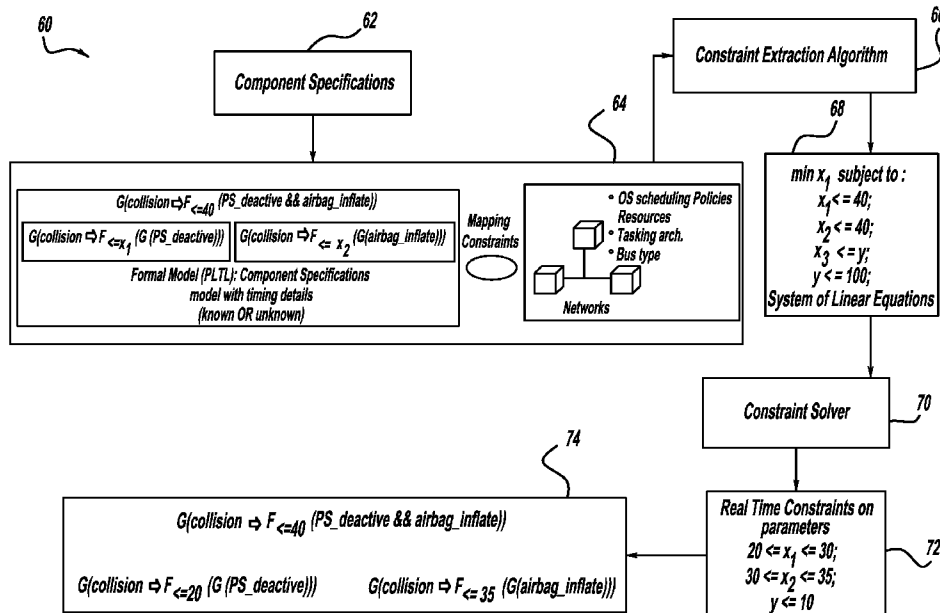 60
62
Component Specifications
Constraint Extraction Algorithm
64
G(collision ⇒ F<=40 (PS_deactive && airbag_inflate))
G(collision ⇒ F<=x1 (G (PS_deactive)))
G(collision ⇒ F<= x2 (G(airbag_inflate)))
Formal Model (PLTL): Component Specifications
model with timing details
(known OR unknown)
Mapping
Constraints
• OS scheduling Policies
Resources
• Tasking arch.
• Bus type
Networks
68
min x1 subject to :
x1 <= 40;
x2 <= 40;
x3 <= y;
y <= 100;
System of Linear Equations
Constraint Solver
70
74
G(collision ⇒ F<=40 (PS_deactive && airbag_inflate))
G(collision ⇒ F<=20 (G (PS_deactive)))
G(collision ⇒ F<= 35 (G(airbag_inflate)))
Real Time Constraints on
parameters
20 <= x1 <= 30;
30 <= x2 <= 35;
y <= 10
72